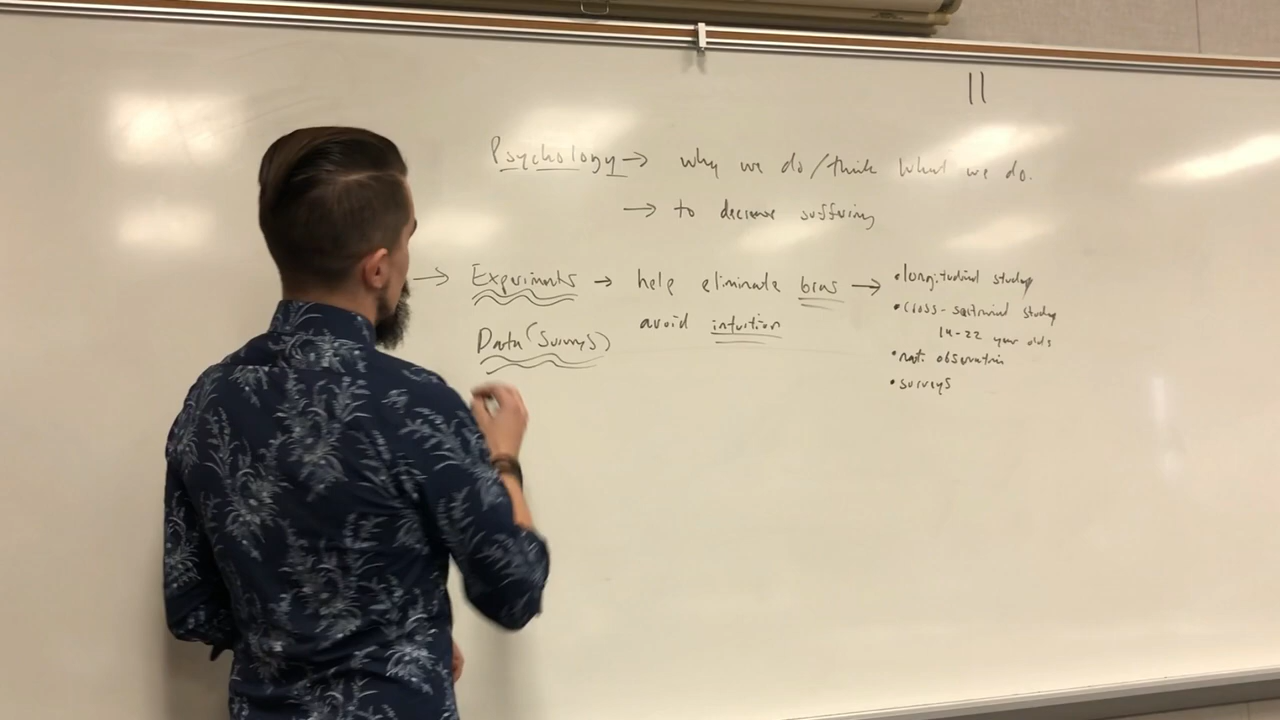 11
Psychology → why we do/think what we do.
→ to decrease suffering
→ Experiments → help eliminate bias →
avoid intuition
Data (Surveys)
• longitudinal study
• cross-sectional study
14-22 year olds
• nat. observation
• surveys